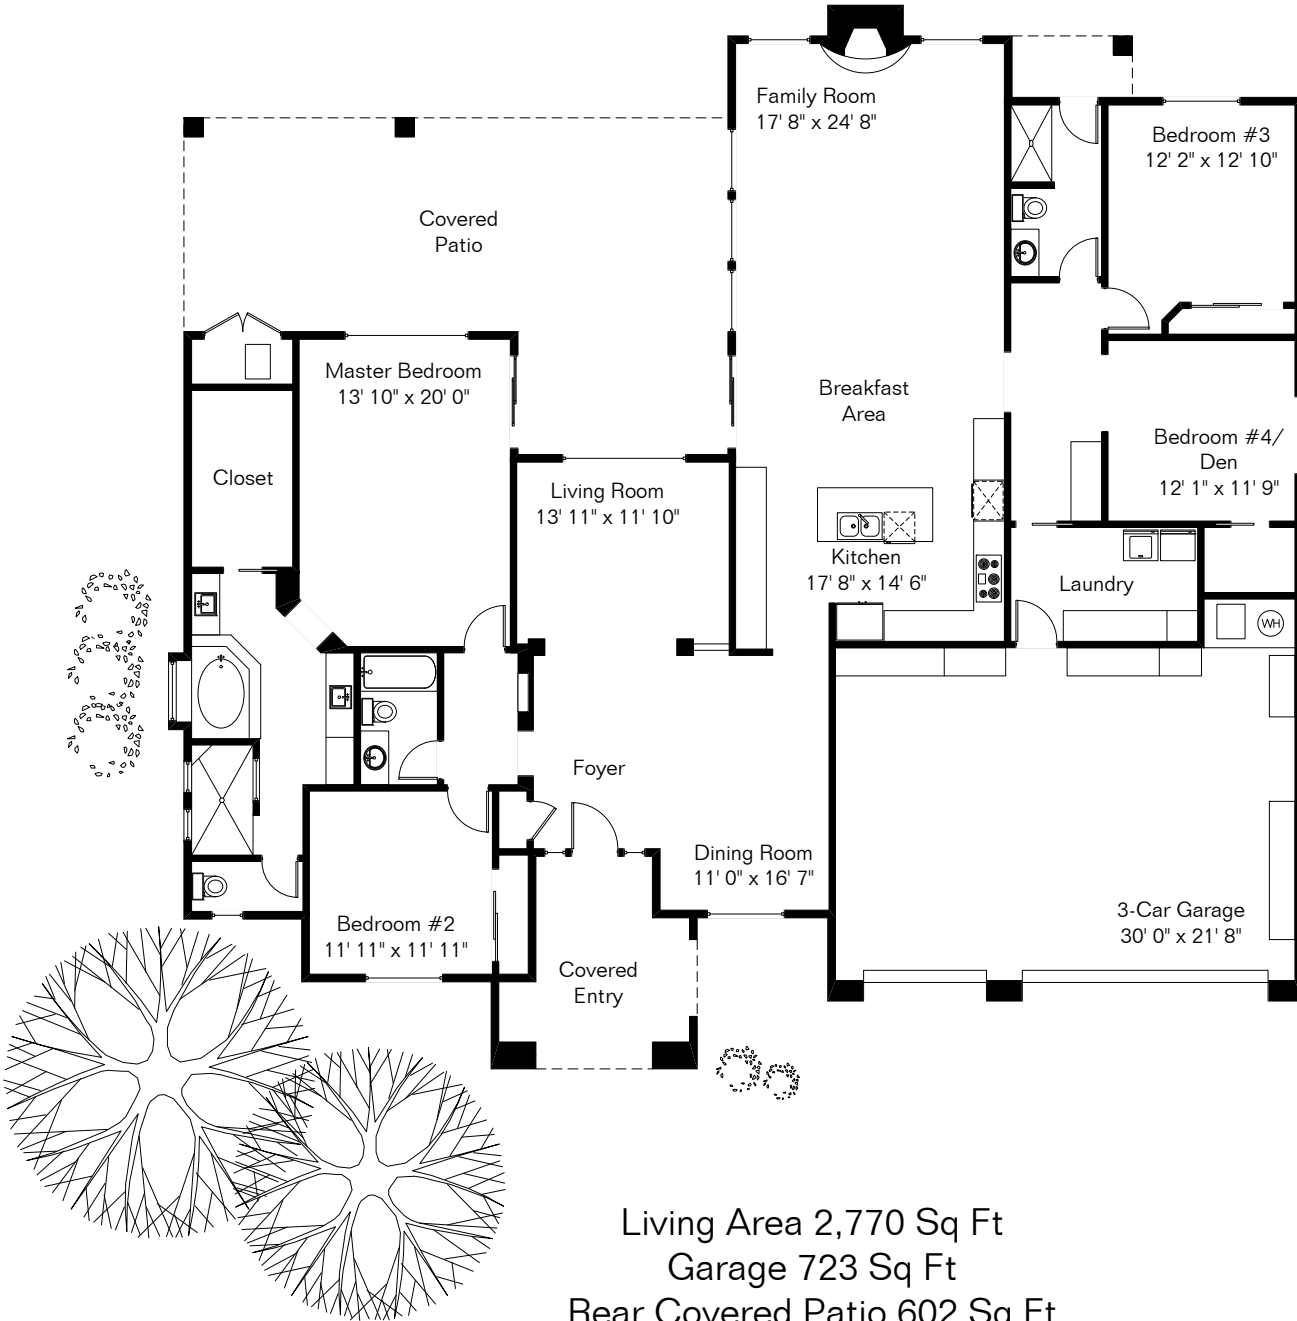 Family Room
17' 8" x 24' 8"
Bedroom #3
12' 2" x 12' 10"
Covered
Patio
Master Bedroom
13' 10" x 20' 0"
Breakfast
Area
Closet
Living Room
13' 11" x 11' 10"
Bedroom #4/
Den
12' 1" x 11' 9"
Kitchen
17' 8" x 14' 6"
Laundry
WH
Foyer
Dining Room
11' 0" x 16' 7"
Bedroom #2
11' 11" x 11' 11"
3-Car Garage
30' 0" x 21' 8"
Covered
Entry
Living Area 2,770 Sq Ft
Garage 723 Sq Ft
Rear Covered Patio 602 Sq Ft